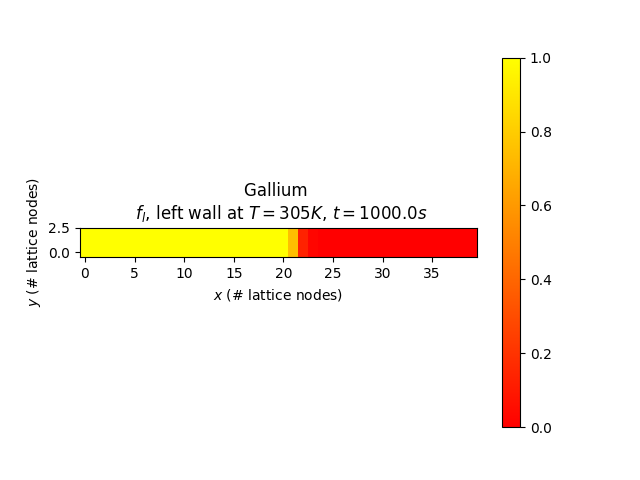 Gallium
f_l, left wall at T = 305K, t = 1000.0s
2.5
0.0
y (# lattice nodes)
0 5 10 15 20 25 30 35
x (# lattice nodes)
1.0
0.8
0.6
0.4
0.2
0.0